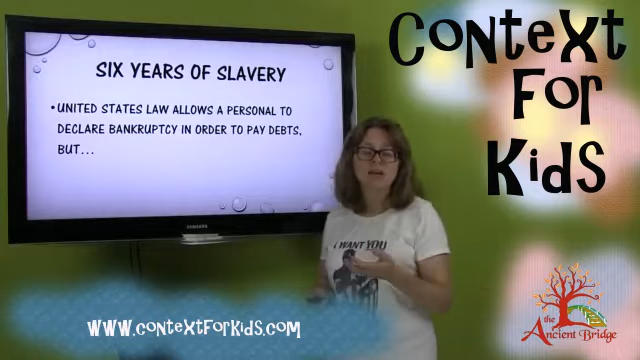 SIX YEARS OF SLAVERY
• UNITED STATES LAW ALLOWS A PERSONAL TO
DECLARE BANKRUPTCY IN ORDER TO PAY DEBTS,
BUT...
SAMSUNG
I WANT YOU
Context
For
Kids
the
Ancient Bridge
www.contextforkids.com